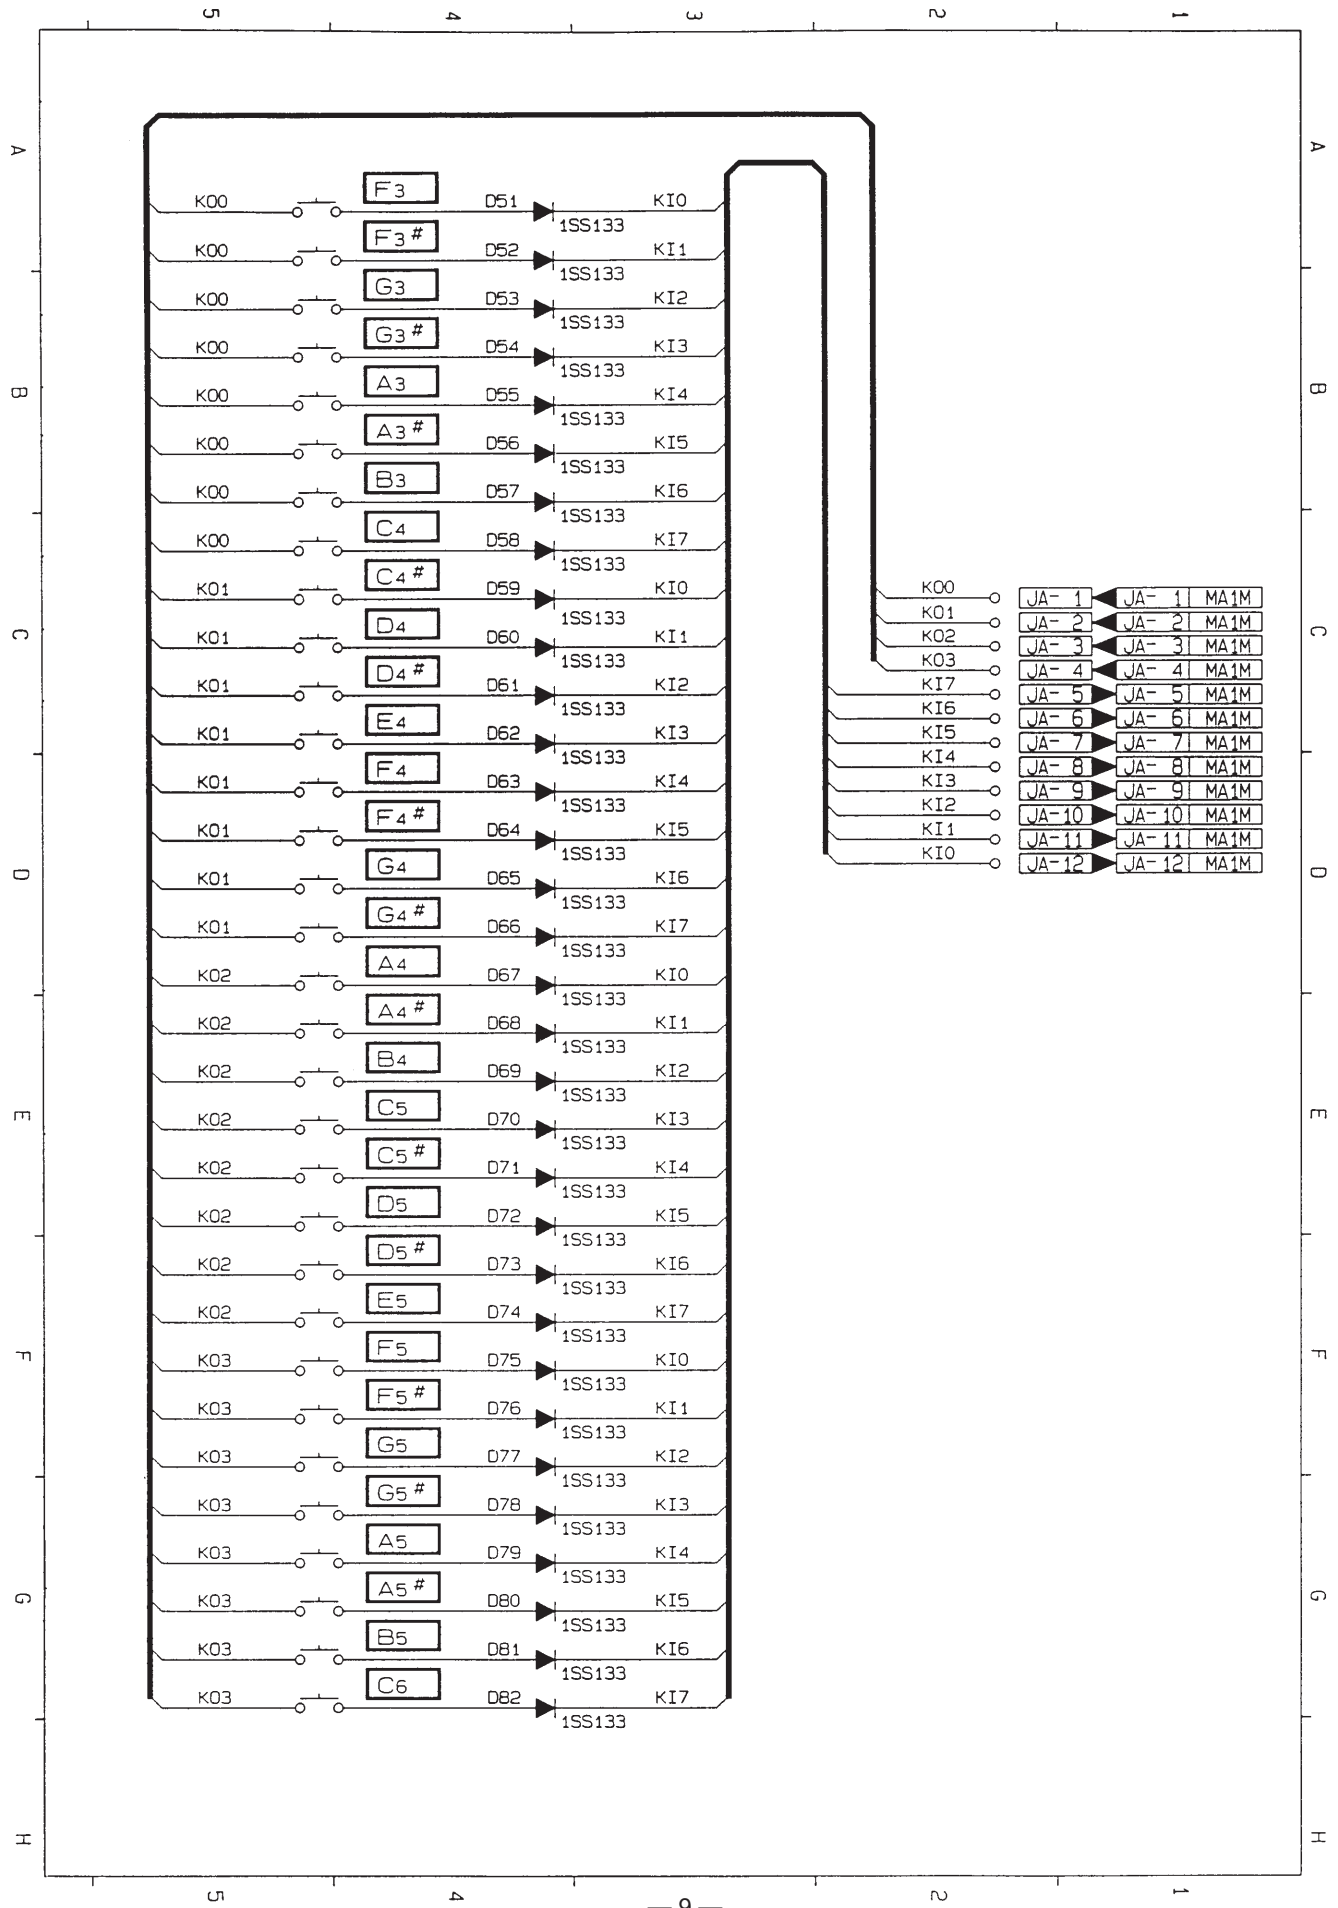 5 4 3 2 1
A A
F3
K00 D51 KI0
1SS133
F3#
K00 D52 KI1
1SS133
G3
K00 D53 KI2
1SS133
G3#
K00 D54 KI3
1SS133
A3
K00 D55 KI4
1SS133
B B
A3#
K00 D56 KI5
1SS133
B3
K00 D57 KI6
1SS133
C4
K00 D58 KI7
1SS133
C4#
K01 D59 KI0
1SS133
D4
K01 D60 KI1
1SS133
C C
D4#
K01 D61 KI2
1SS133
E4
K01 D62 KI3
1SS133
F4
K01 D63 KI4
1SS133
F4#
K01 D64 KI5
1SS133
G4
K01 D65 KI6
1SS133
D D
G4#
K01 D66 KI7
1SS133
A4
K02 D67 KI0
1SS133
A4#
K02 D68 KI1
1SS133
B4
K02 D69 KI2
1SS133
C5
K02 D70 KI3
1SS133
E E
C5#
K02 D71 KI4
1SS133
D5
K02 D72 KI5
1SS133
D5#
K02 D73 KI6
1SS133
E5
K02 D74 KI7
1SS133
F5
K03 D75 KI0
1SS133
F F
F5#
K03 D76 KI1
1SS133
G5
K03 D77 KI2
1SS133
G5#
K03 D78 KI3
1SS133
A5
K03 D79 KI4
1SS133
A5#
K03 D80 KI5
1SS133
G G
B5
K03 D81 KI6
1SS133
C6
K03 D82 KI7
1SS133
K00 JA- 1 JA- 1 MA1M
K01 JA- 2 JA- 2 MA1M
K02 JA- 3 JA- 3 MA1M
K03 JA- 4 JA- 4 MA1M
KI7 JA- 5 JA- 5 MA1M
KI6 JA- 6 JA- 6 MA1M
KI5 JA- 7 JA- 7 MA1M
KI4 JA- 8 JA- 8 MA1M
KI3 JA- 9 JA- 9 MA1M
KI2 JA-10 JA-10 MA1M
KI1 JA-11 JA-11 MA1M
KI0 JA-12 JA-12 MA1M
H H
5 4 2 1